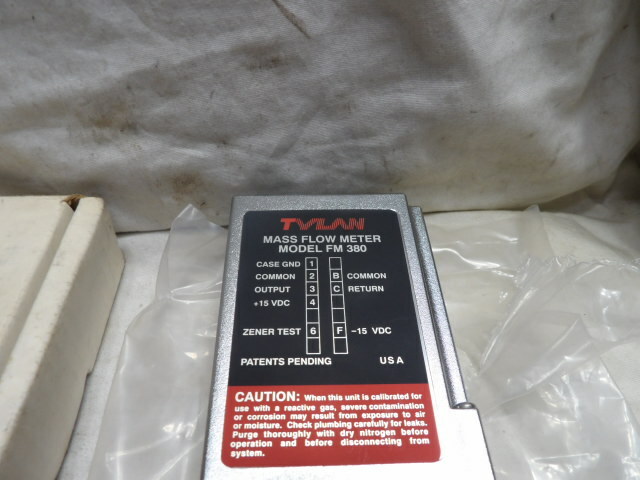 TYLAN
MASS FLOW METER
MODEL FM 380
CASE GND 1
COMMON 2 B COMMON
OUTPUT 3 C RETURN
+15 VDC 4
ZENER TEST 6 F -15 VDC
PATENTS PENDING USA
CAUTION: When this unit is calibrated for
use with a reactive gas, severe contamination
or corrosion may result from exposure to air
or moisture. Check plumbing carefully for leaks.
Purge thoroughly with dry nitrogen before
operation and before disconnecting from
system.